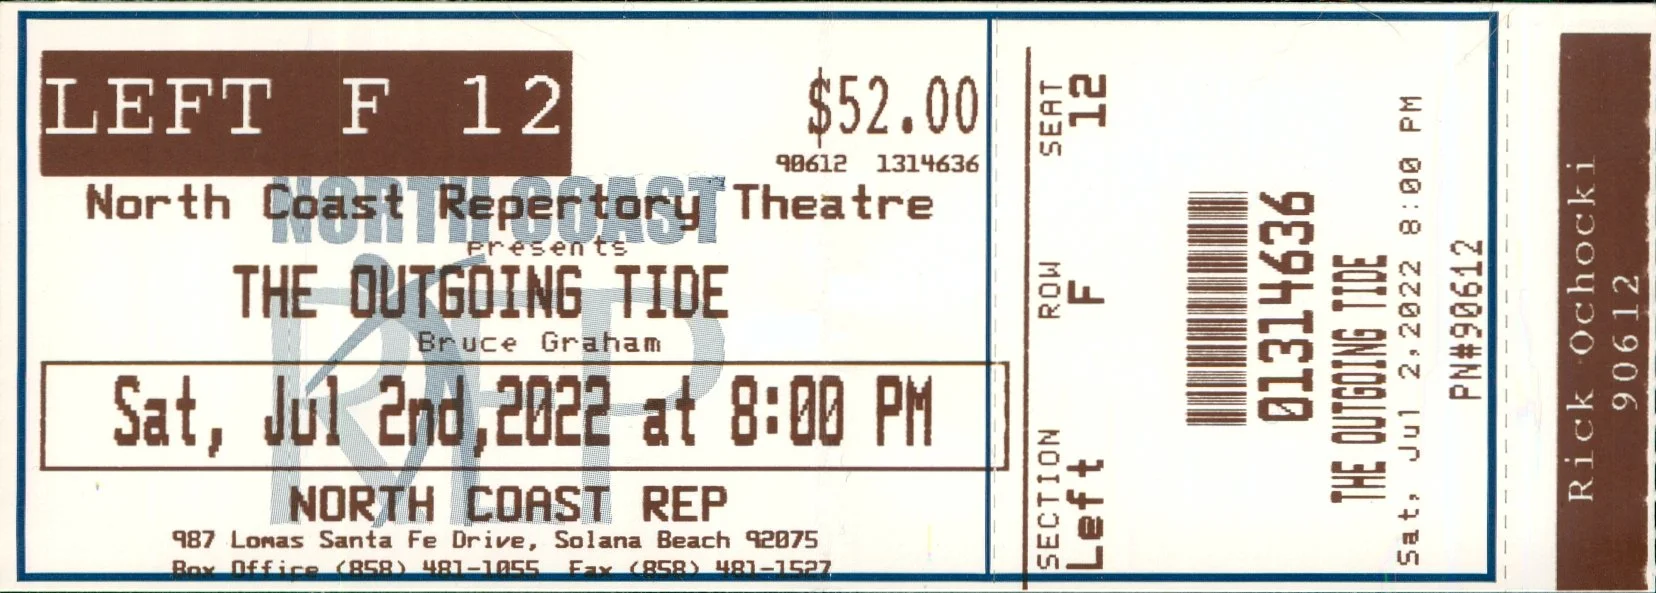 LEFT F 12
$52.00
90612 1314636
NORTH COAST
North Coast Repertory Theatre
presents
THE OUTGOING TIDE
Bruce Graham
REP
Sat, Jul 2nd,2022 at 8:00 PM
NORTH COAST REP
987 Lomas Santa Fe Drive, Solana Beach 92075
Box Office (858) 481-1055 Fax (858) 481-1527
SECTION ROW SEAT
Left F 12
01314636
THE OUTGOING TIDE
Sat, Jul 2,2022 8:00 PM
PN#90612
Rick Ochocki
90612